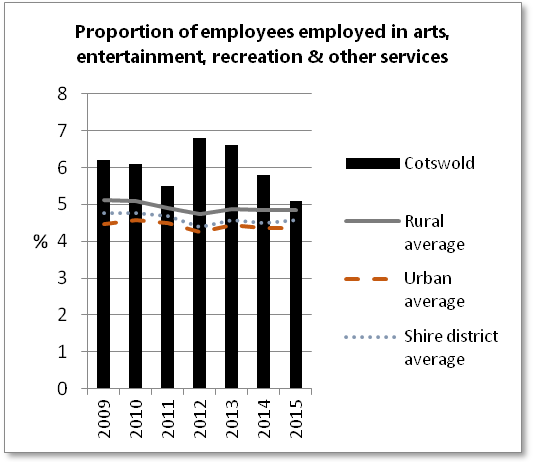 Proportion of employees employed in arts,
entertainment, recreation & other services
8
7
6
5
4
3
2
1
0
%
2009
2010
2011
2012
2013
2014
2015
Cotswold
Rural
average
Urban
average
Shire district
average